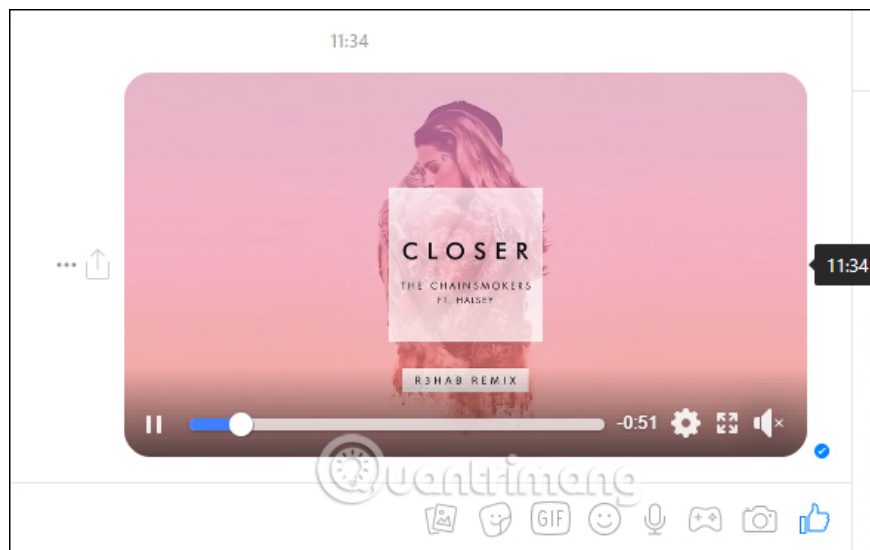 11:34
CLOSER
THE CHAINSMOKERS
FT. HALSEY
11:34
R3HAB REMIX
-0:51
Quantrimang
GIF